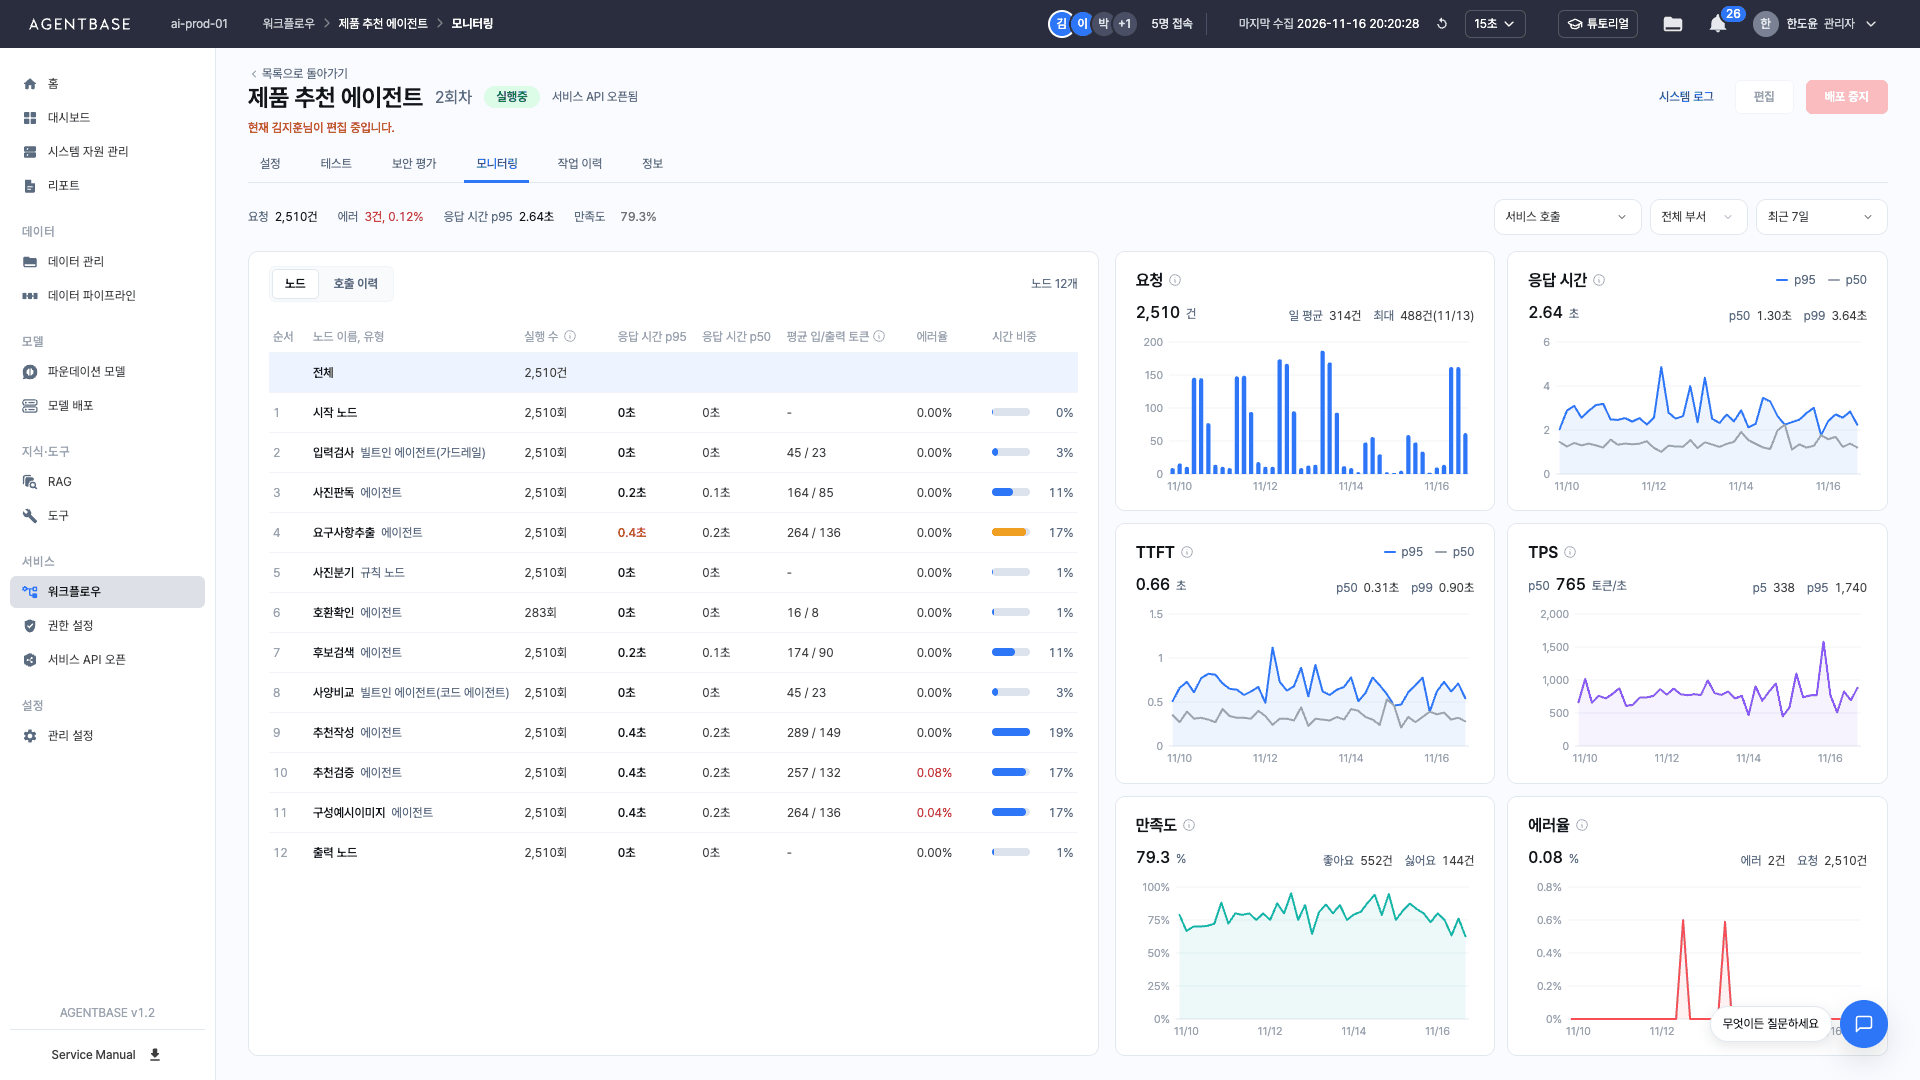 AGENTBASE ai-prod-01 워크플로우 제품 추천 에이전트 모니터링 김 이 박 +1 5명 접속 마지막 수집 2026-11-16 20:20:28 15초 튜토리얼 26 한 한도윤 관리자
홈
대시보드
시스템 자원 관리
리포트
데이터
데이터 관리
데이터 파이프라인
모델
파운데이션 모델
모델 배포
지식·도구
RAG
도구
서비스
워크플로우
권한 설정
서비스 API 오픈
설정
관리 설정
AGENTBASE v1.2
Service Manual
목록으로 돌아가기
제품 추천 에이전트 2회차 실행중 서비스 API 오픈됨 시스템 로그 편집 배포 중지
현재 김지훈님이 편집 중입니다.
설정 테스트 보안 평가 모니터링 작업 이력 정보
요청 2,510건 에러 3건, 0.12% 응답 시간 p95 2.64초 만족도 79.3% 서비스 호출 전체 부서 최근 7일
노드 호출 이력 노드 12개
순서 노드 이름, 유형 실행 수 응답 시간 p95 응답 시간 p50 평균 입/출력 토큰 에러율 시간 비중
전체 2,510건
1 시작 노드 2,510회 0초 0초 - 0.00% 0%
2 입력검사 빌트인 에이전트(가드레일) 2,510회 0초 0초 45 / 23 0.00% 3%
3 사진판독 에이전트 2,510회 0.2초 0.1초 164 / 85 0.00% 11%
4 요구사항추출 에이전트 2,510회 0.4초 0.2초 264 / 136 0.00% 17%
5 사진분기 규칙 노드 2,510회 0초 0초 - 0.00% 1%
6 호환확인 에이전트 283회 0초 0초 16 / 8 0.00% 1%
7 후보검색 에이전트 2,510회 0.2초 0.1초 174 / 90 0.00% 11%
8 사양비교 빌트인 에이전트(코드 에이전트) 2,510회 0초 0초 45 / 23 0.00% 3%
9 추천작성 에이전트 2,510회 0.4초 0.2초 289 / 149 0.00% 19%
10 추천검증 에이전트 2,510회 0.4초 0.2초 257 / 132 0.08% 17%
11 구성예시이미지 에이전트 2,510회 0.4초 0.2초 264 / 136 0.04% 17%
12 출력 노드 2,510회 0초 0초 - 0.00% 1%
요청
2,510 건 일 평균 314건 최대 488건(11/13)
200
150
100
50
0
11/10 11/12 11/14 11/16
응답 시간 p95 p50
2.64 초 p50 1.30초 p99 3.64초
6
4
2
0
11/10 11/12 11/14 11/16
TTFT p95 p50
0.66 초 p50 0.31초 p99 0.90초
1.5
1
0.5
0
11/10 11/12 11/14 11/16
TPS
p50 765 토큰/초 p5 338 p95 1,740
2,000
1,500
1,000
500
0
11/10 11/12 11/14 11/16
만족도
79.3 % 좋아요 552건 싫어요 144건
100%
75%
50%
25%
0%
11/10 11/12 11/14 11/16
에러율
0.08 % 에러 2건 요청 2,510건
0.8%
0.6%
0.4%
0.2%
0%
11/10 11/12 16
무엇이든 질문하세요